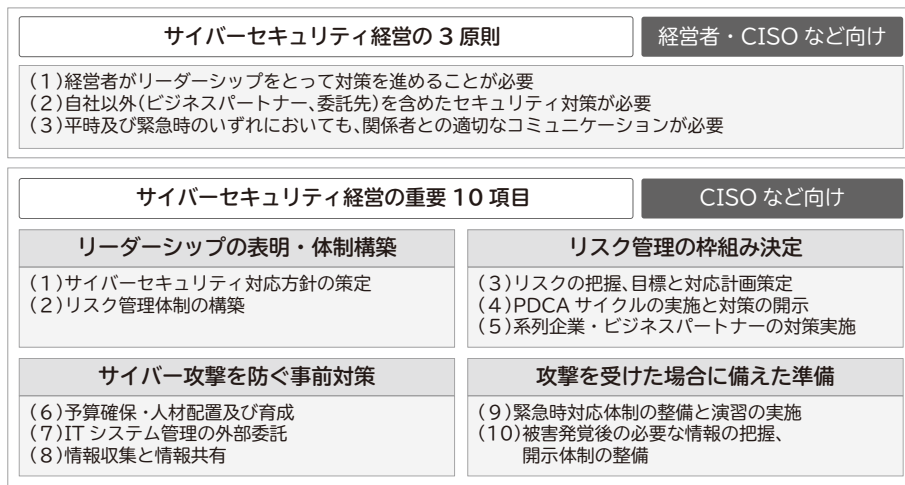 サイバーセキュリティ経営の3原則
経営者・CISOなど向け
(1)経営者がリーダーシップをとって対策を進めることが必要
(2)自社以外(ビジネスパートナー、委託先)を含めたセキュリティ対策が必要
(3)平時及び緊急時のいずれにおいても、関係者との適切なコミュニケーションが必要
サイバーセキュリティ経営の重要10項目
CISOなど向け
リーダーシップの表明・体制構築
(1)サイバーセキュリティ対応方針の策定
(2)リスク管理体制の構築
リスク管理の枠組み決定
(3)リスクの把握、目標と対応計画策定
(4)PDCAサイクルの実施と対策の開示
(5)系列企業・ビジネスパートナーの対策実施
サイバー攻撃を防ぐ事前対策
(6)予算確保・人材配置及び育成
(7)ITシステム管理の外部委託
(8)情報収集と情報共有
攻撃を受けた場合に備えた準備
(9)緊急時対応体制の整備と演習の実施
(10)被害発覚後の必要な情報の把握、
開示体制の整備